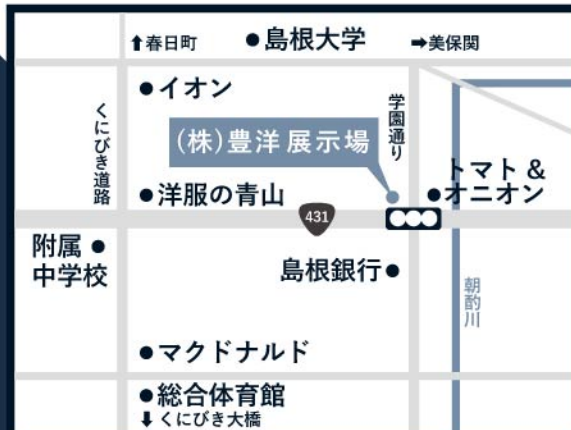 ⬆春日町
●島根大学
➡美保関
●イオン
くにびき道路
学園通り
(株)豊洋 展示場
トマト &
●オニオン
●洋服の青山
431
附属 ●
中学校
島根銀行●
朝酌川
●マクドナルド
●総合体育館
⬇くにびき大橋